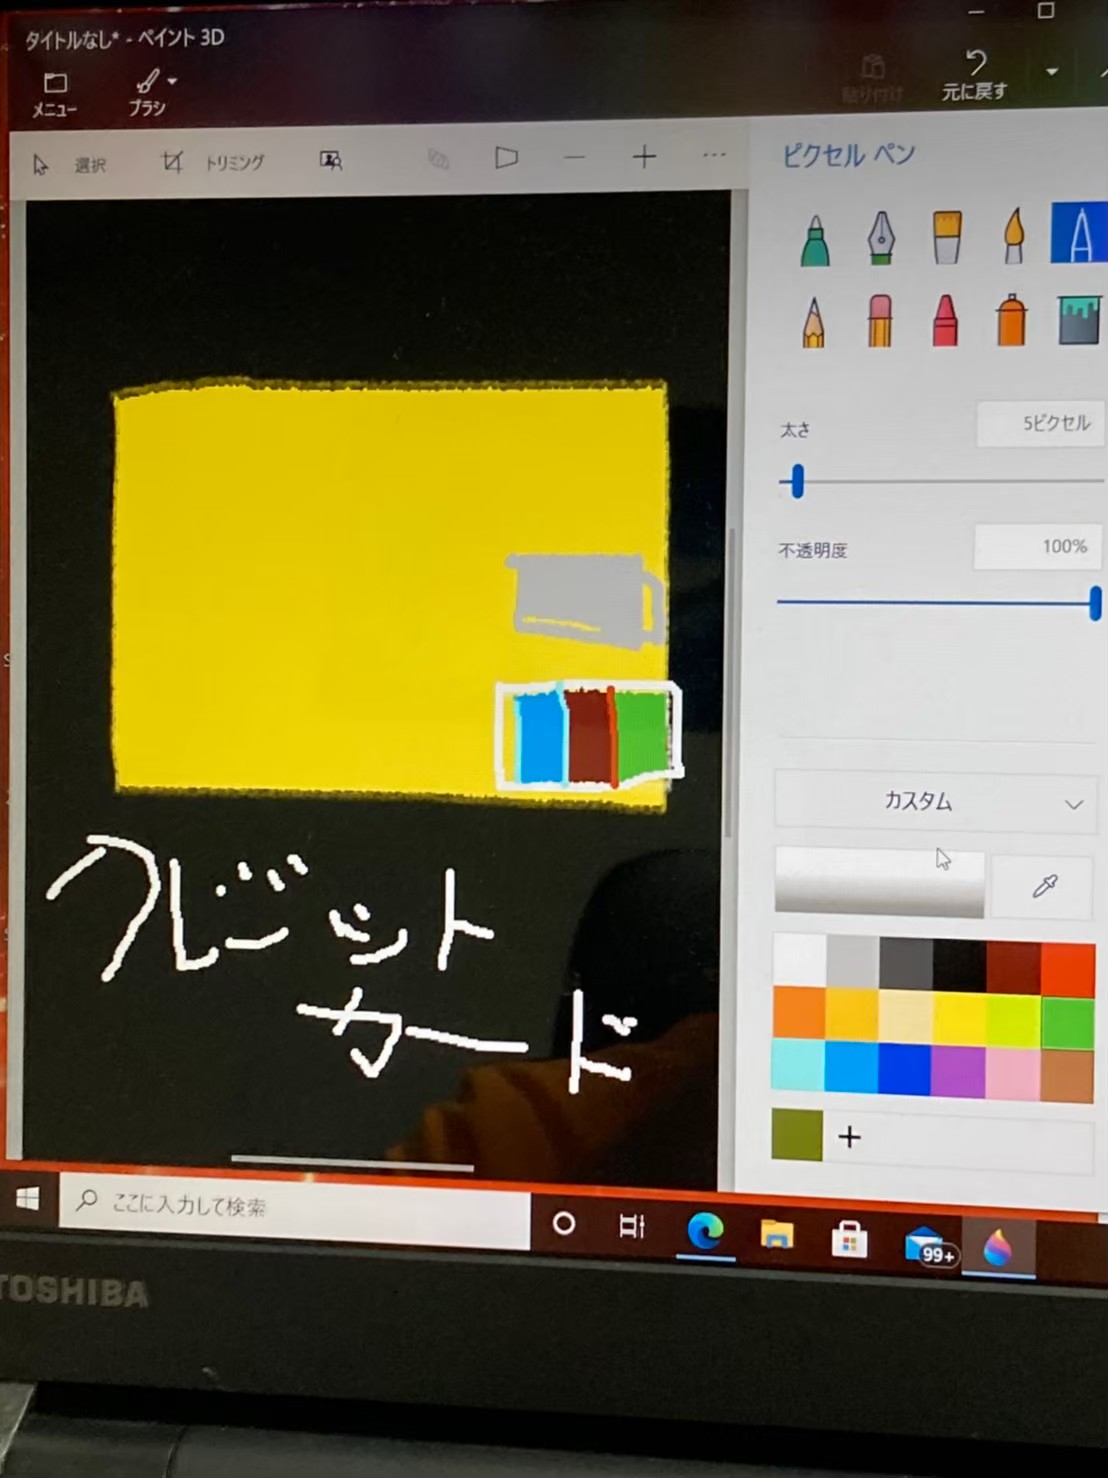 タイトルなし* - ペイント 3D
メニュー
ブラシ
貼り付け
元に戻す
選択
トリミング
ピクセル ペン
太さ
5ピクセル
不透明度
100%
カスタム
クレジット
カード
ここに入力して検索
99+
TOSHIBA